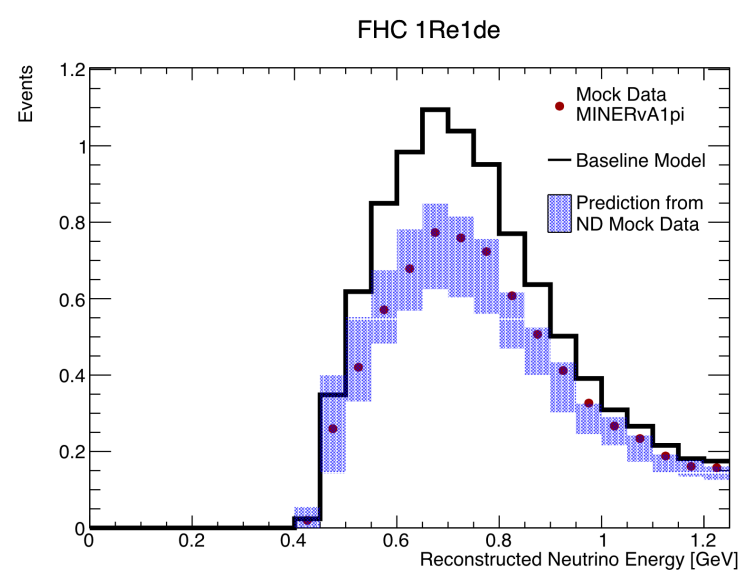 FHC 1Re1de
Events
1.2
1
0.8
0.6
0.4
0.2
0
Mock Data
MINERvA1pi
Baseline Model
Prediction from
ND Mock Data
0 0.2 0.4 0.6 0.8 1 1.2
Reconstructed Neutrino Energy [GeV]